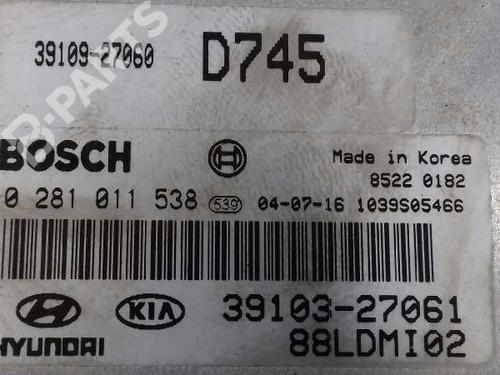 39109-27060 D745
B-PARTS
BOSCH
Made in Korea
8522 0182
0 281 011 538 539 04-07-16 1039S05466
HYUNDAI KIA 39103-27061
88LDMI02